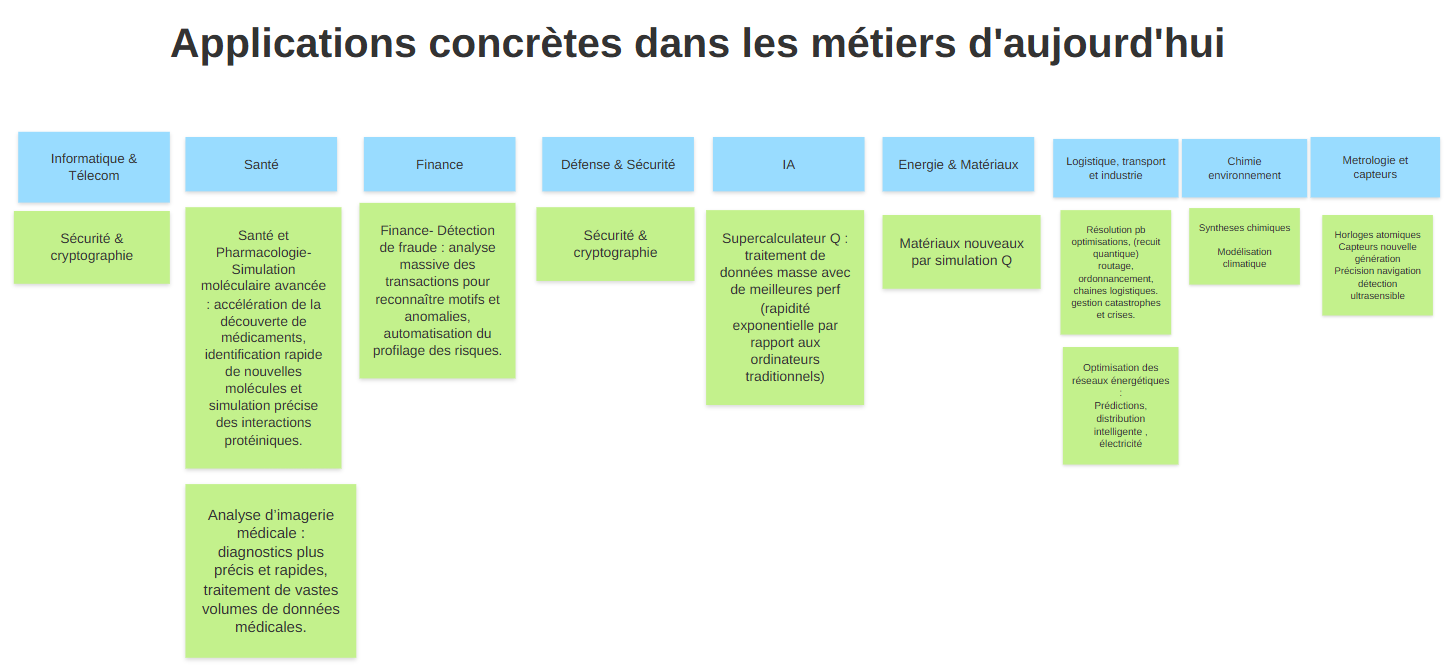 Applications concrètes dans les métiers d'aujourd'hui
Informatique &
Télecom
Santé
Finance
Défense & Sécurité
IA
Energie & Matériaux
Logistique, transport
et industrie
Chimie
environnement
Metrologie et
capteurs
Sécurité &
cryptographie
Santé et
Pharmacologie-
Simulation
moléculaire avancée
: accélération de la
découverte de
médicaments,
identification rapide
de nouvelles
molécules et
simulation précise
des interactions
protéiniques.
Analyse d’imagerie
médicale :
diagnostics plus
précis et rapides,
traitement de vastes
volumes de données
médicales.
Finance- Détection
de fraude : analyse
massive des
transactions pour
reconnaître motifs et
anomalies,
automatisation du
profilage des risques.
Sécurité &
cryptographie
Supercalculateur Q :
traitement de
données masse avec
de meilleures perf
(rapidité
exponentielle par
rapport aux
ordinateurs
traditionnels)
Matériaux nouveaux
par simulation Q
Résolution pb
optimisations, (recuit
quantique)
routage,
ordonnancement,
chaines logistiques.
gestion catastrophes
et crises.
Optimisation des
réseaux énergétiques
:
Prédictions,
distribution
intelligente ,
électricité
Syntheses chimiques
Modélisation
climatique
Horloges atomiques
Capteurs nouvelle
génération
Précision navigation
détection
ultrasensible